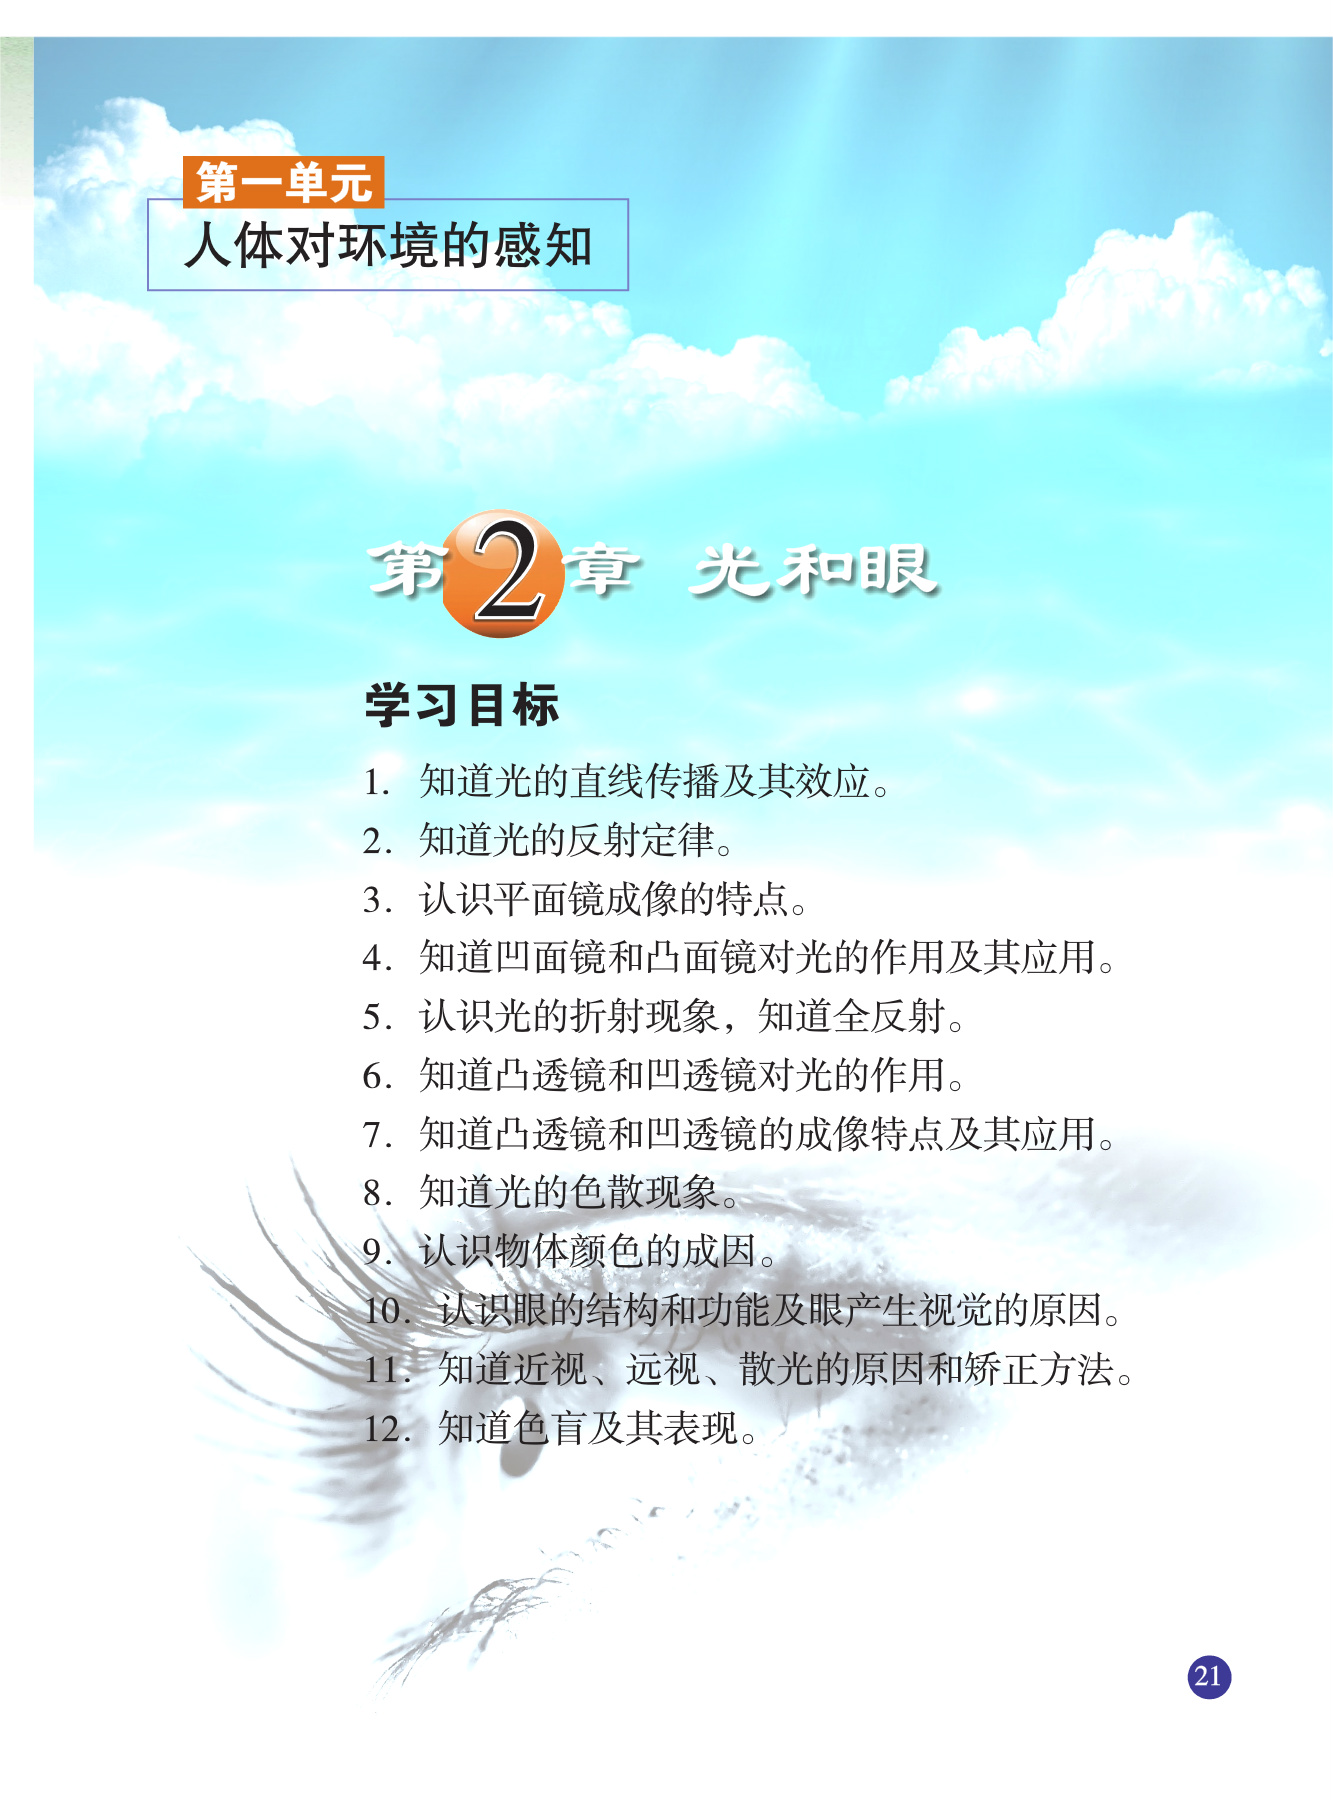 第一单元
人体对环境的感知
第2章 光和眼
学习目标
1. 知道光的直线传播及其效应。
2. 知道光的反射定律。
3. 认识平面镜成像的特点。
4. 知道凹面镜和凸面镜对光的作用及其应用。
5. 认识光的折射现象，知道全反射。
6. 知道凸透镜和凹透镜对光的作用。
7. 知道凸透镜和凹透镜的成像特点及其应用。
8. 知道光的色散现象。
9. 认识物体颜色的成因。
10. 认识眼的结构和功能及眼产生视觉的原因。
11. 知道近视、远视、散光的原因和矫正方法。
12. 知道色盲及其表现。
21